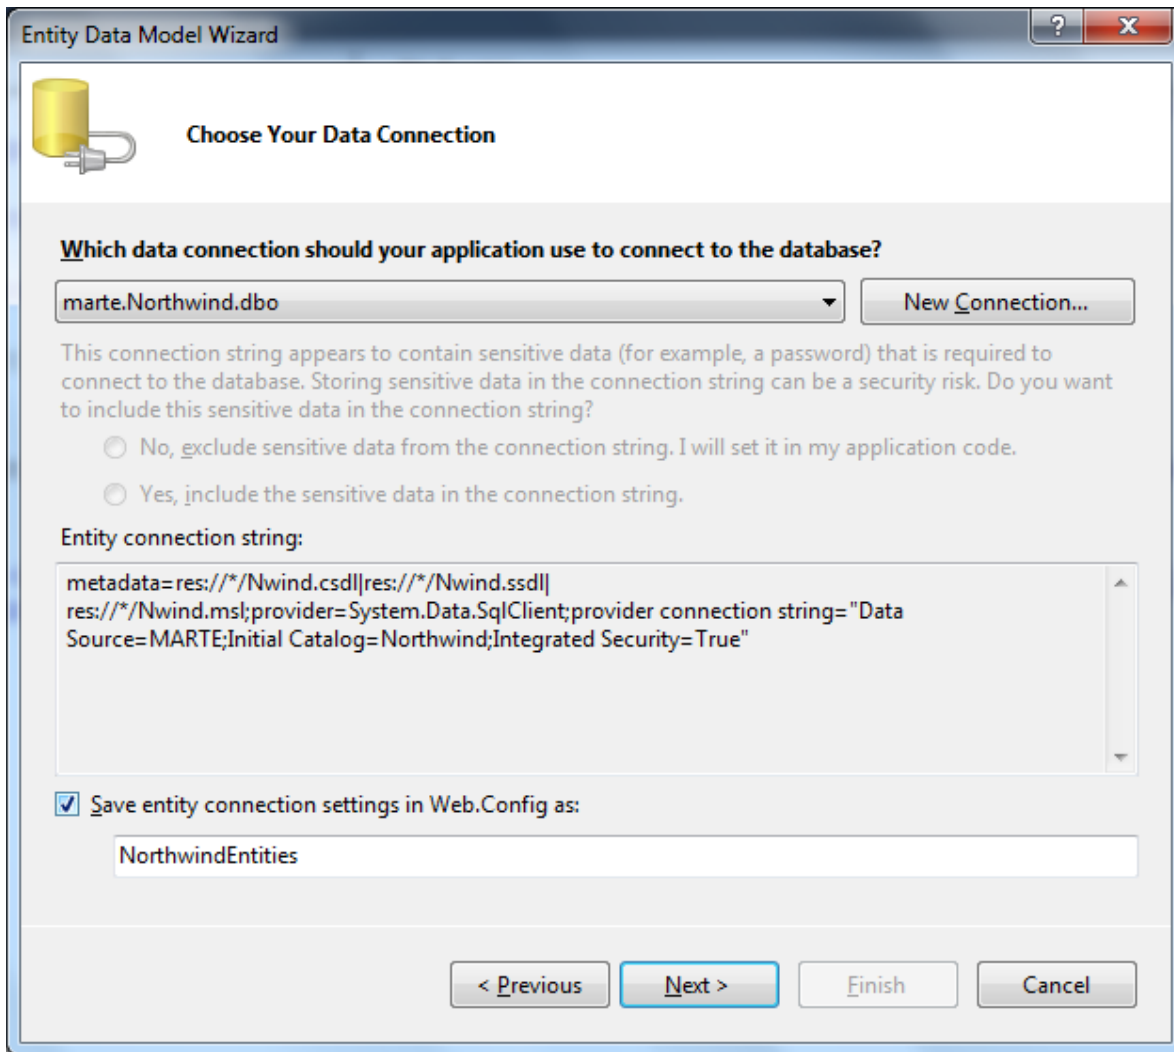 Entity Data Model Wizard
?
X
Choose Your Data Connection
Which data connection should your application use to connect to the database?
marte.Northwind.dbo
New Connection...
This connection string appears to contain sensitive data (for example, a password) that is required to
connect to the database. Storing sensitive data in the connection string can be a security risk. Do you want
to include this sensitive data in the connection string?
No, exclude sensitive data from the connection string. I will set it in my application code.
Yes, include the sensitive data in the connection string.
Entity connection string:
metadata=res://*/Nwind.csdl|res://*/Nwind.ssdl|
res://*/Nwind.msl;provider=System.Data.SqlClient;provider connection string="Data
Source=MARTE;Initial Catalog=Northwind;Integrated Security=True"
Save entity connection settings in Web.Config as:
NorthwindEntities
< Previous
Next >
Finish
Cancel